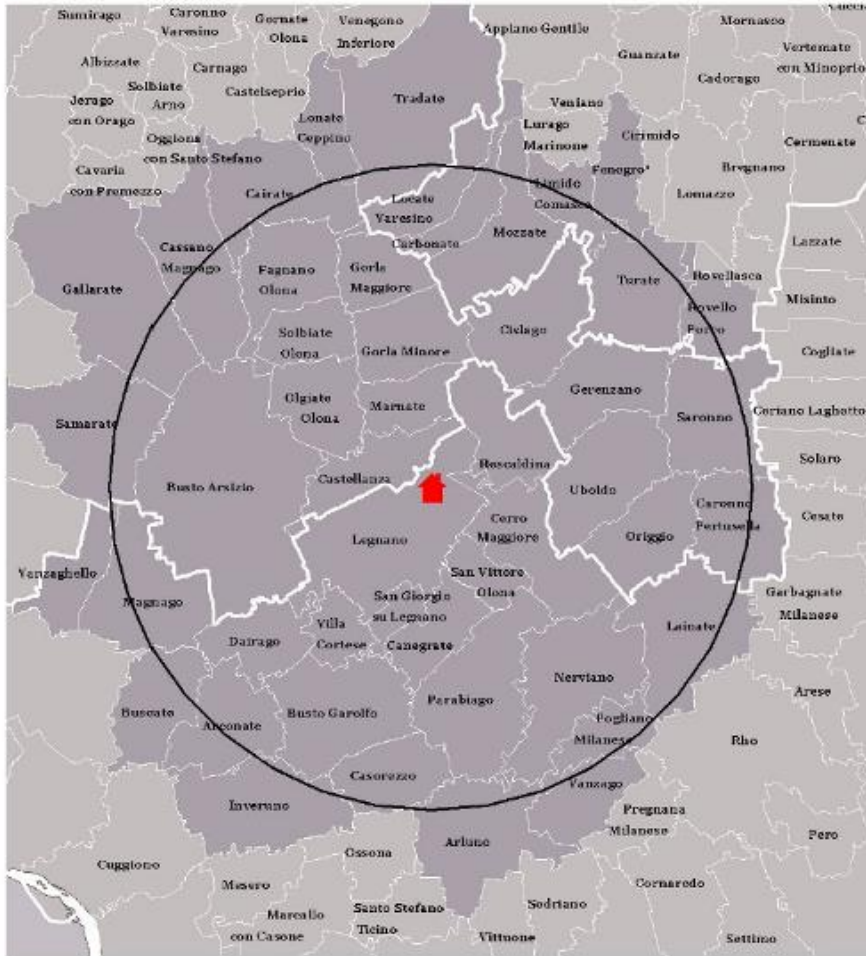 Sumirago
Caronno
Varesino
Gornate
Olona
Venegono
Inferiore
Appiano Gentile
Mornasco
Guanzate
Vertemate
con Minoprio
Albizzate
Carnago
Cadorago
Solbiate
Arno
Castelseprio
Tradate
Jerago
con Orago
Lonate
Ceppino
Veniano
Lurago
Marinone
Cirimido
Cermenate
Oggiona
con Santo Stefano
Fenegro'
Bregnano
Cavaria
con Premezzo
Limido
Comasco
Lomazzo
Cairate
Locate
Varesino
Carbonate
Mozzate
Lazzate
Cassano
Magnago
Fagnano
Olona
Gorla
Maggiore
Turate
Rovellasca
Gallarate
Misinto
Rovello
Porro
Solbiate
Olona
Cislago
Gorla Minore
Cogliate
Olgiate
Olona
Marnate
Gerenzano
Saronno
Ceriano Laghetto
Samarate
Solaro
Rescaldina
Castellanza
Busto Arsizio
Uboldo
Caronno
Pertusella
Cesate
Cerro
Maggiore
Legnano
Origgio
San Vittore
Olona
Vanzaghello
Magnago
San Giorgio
su Legnano
Garbagnate
Milanese
Villa
Cortese
Lainate
Dairago
Canegrate
Nerviano
Arese
Parabiago
Buscate
Arconate
Busto Garolfo
Pogliano
Milanese
Rho
Casorezzo
Vanzago
Inveruno
Pregnana
Milanese
Pero
Arluno
Cuggiono
Ossona
Mesero
Cornaredo
Marcallo
con Casone
Santo Stefano
Ticino
Sedriano
Vittuone
Settimo